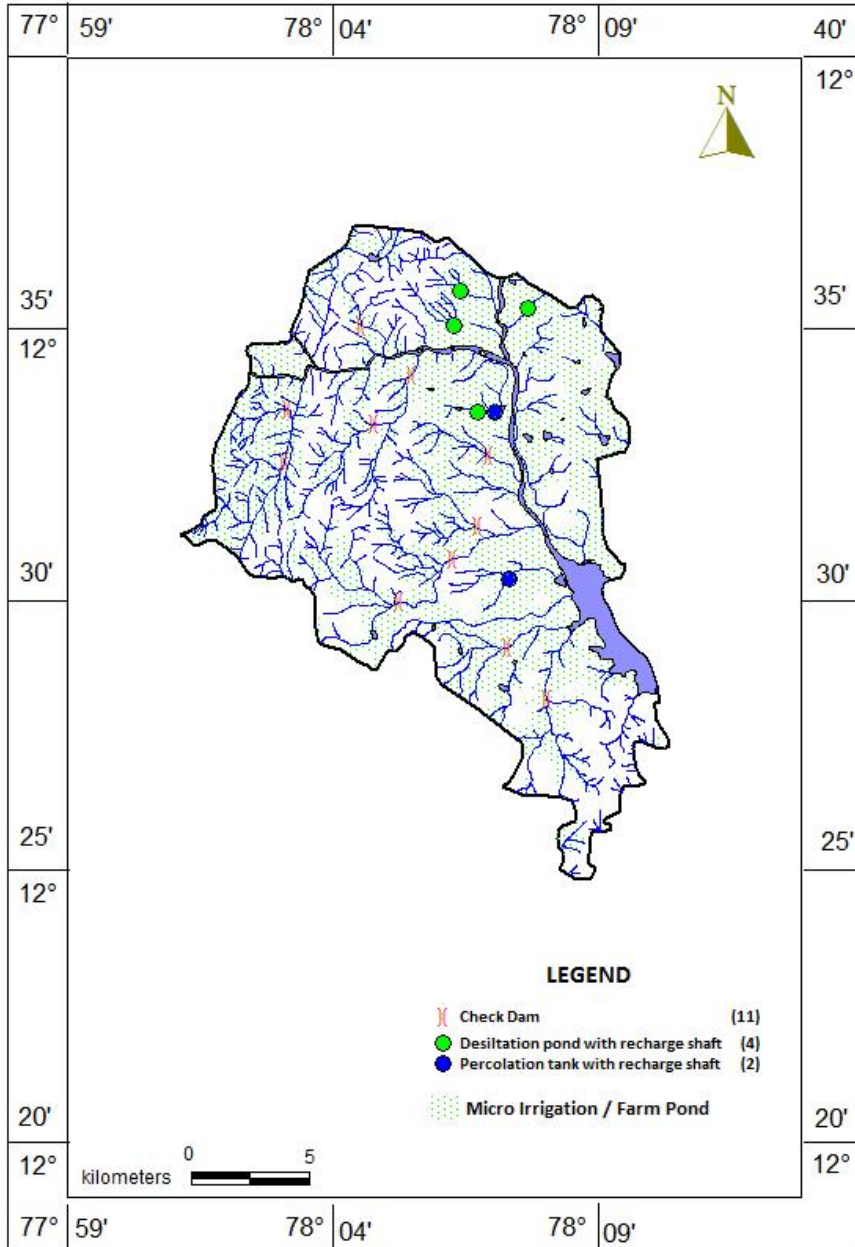 77° 59' 78° 04' 78° 09' 40'
12°
N
35' 35'
12° 12°
30' 30'
25' 25'
12° 12°
LEGEND
Check Dam (11)
Desiltation pond with recharge shaft (4)
Percolation tank with recharge shaft (2)
Micro Irrigation / Farm Pond
20' 20'
12° 12°
0 5
kilometers
77° 59' 78° 04' 78° 09'